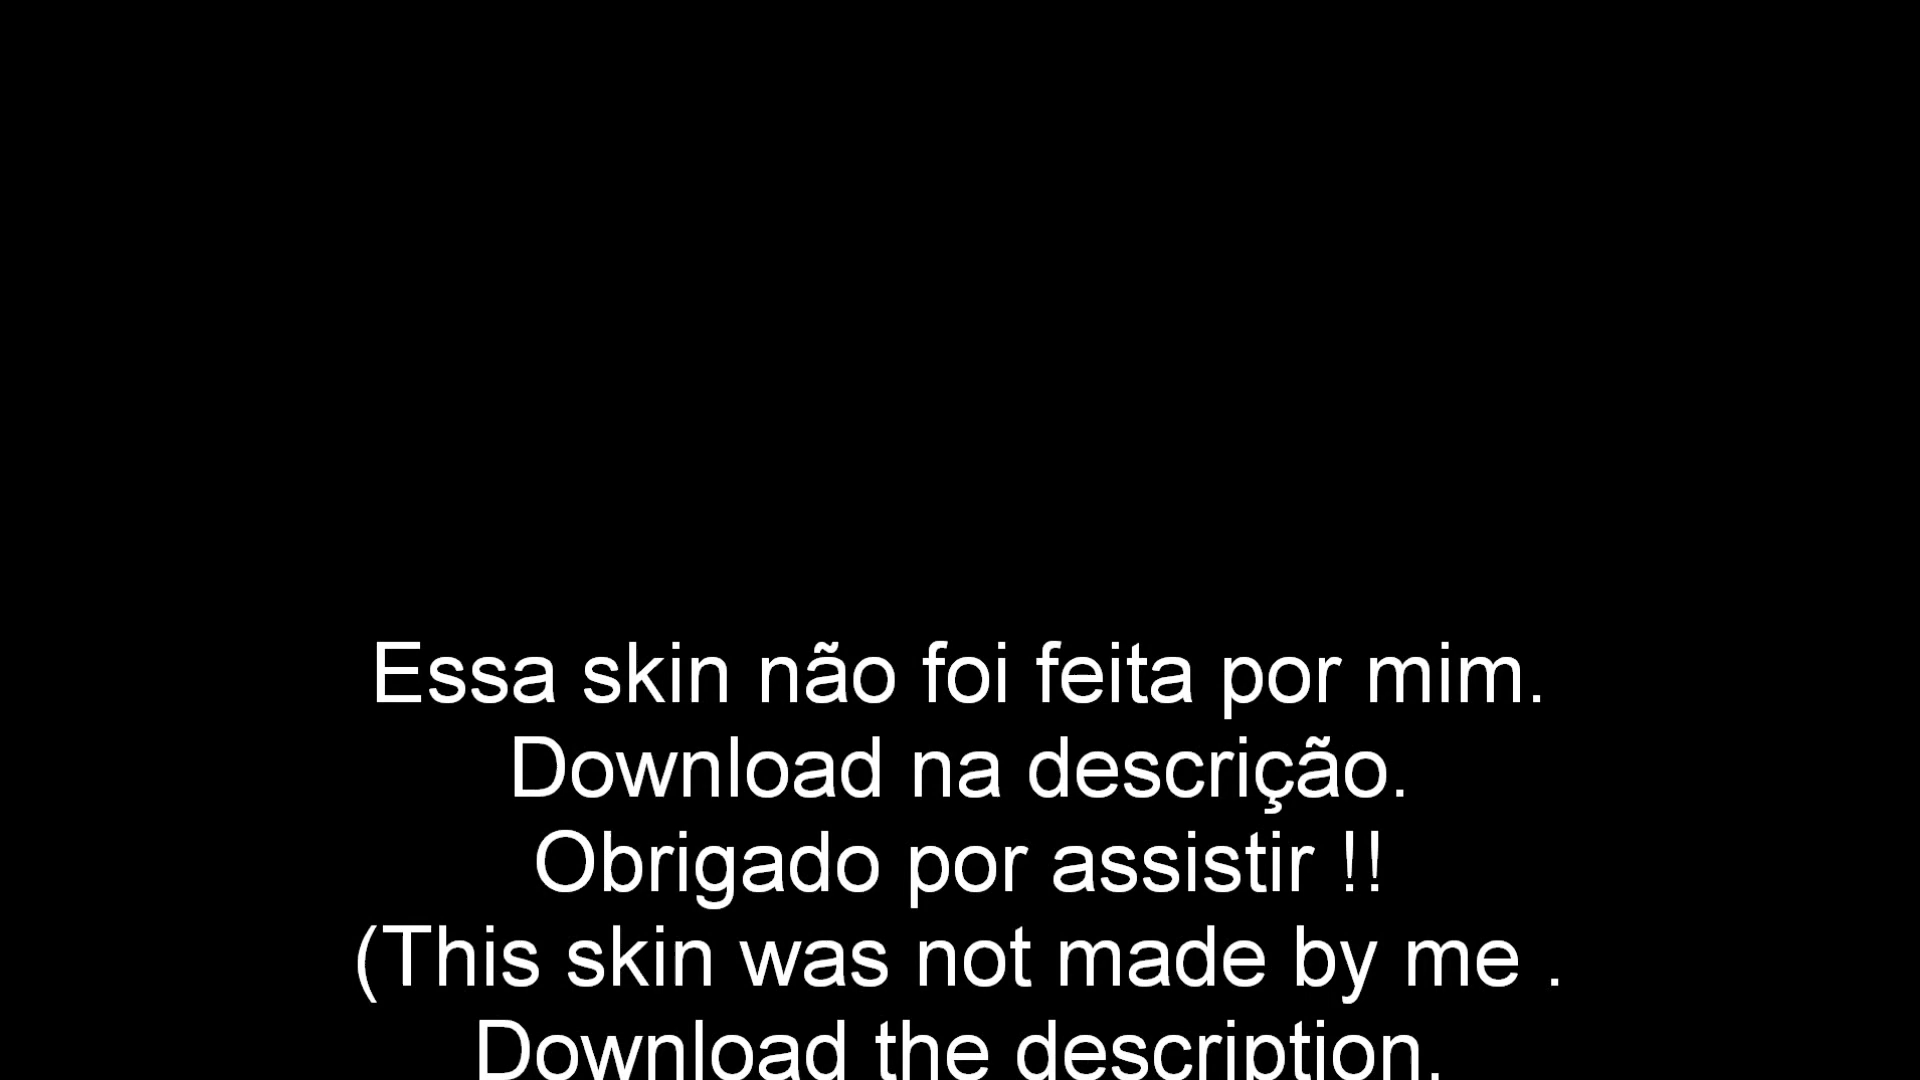 Essa skin não foi feita por mim.
Download na descrição.
Obrigado por assistir !!
(This skin was not made by me .
Download the description.